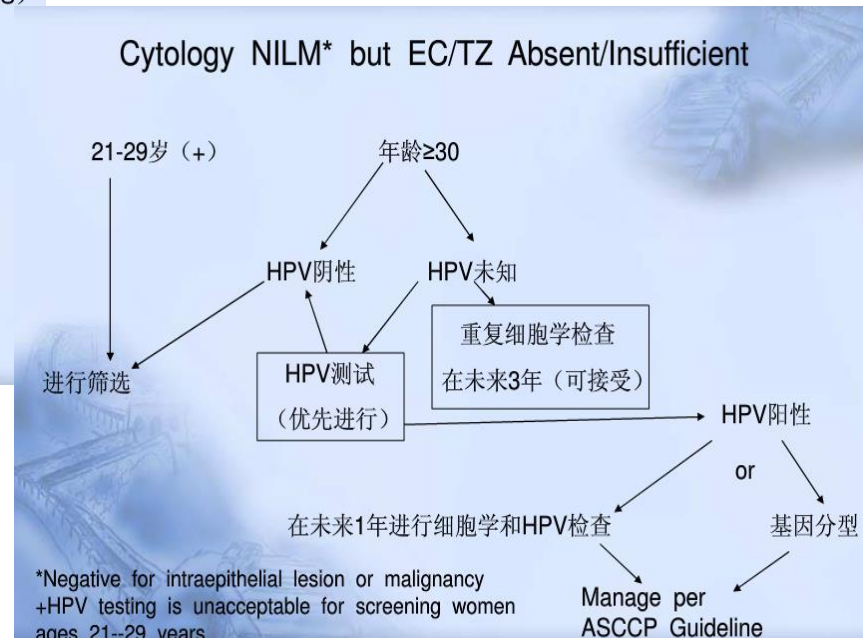 Cytology NILM* but EC/TZ Absent/Insufficient
21-29岁（+）
年龄≥30
HPV阴性
HPV未知
重复细胞学检查
在未来3年（可接受）
进行筛选
HPV测试
（优先进行）
HPV阳性
or
在未来1年进行细胞学和HPV检查
基因分型
*Negative for intraepithelial lesion or malignancy
+HPV testing is unacceptable for screening women
ages 21--29 years
Manage per
ASCCP Guideline